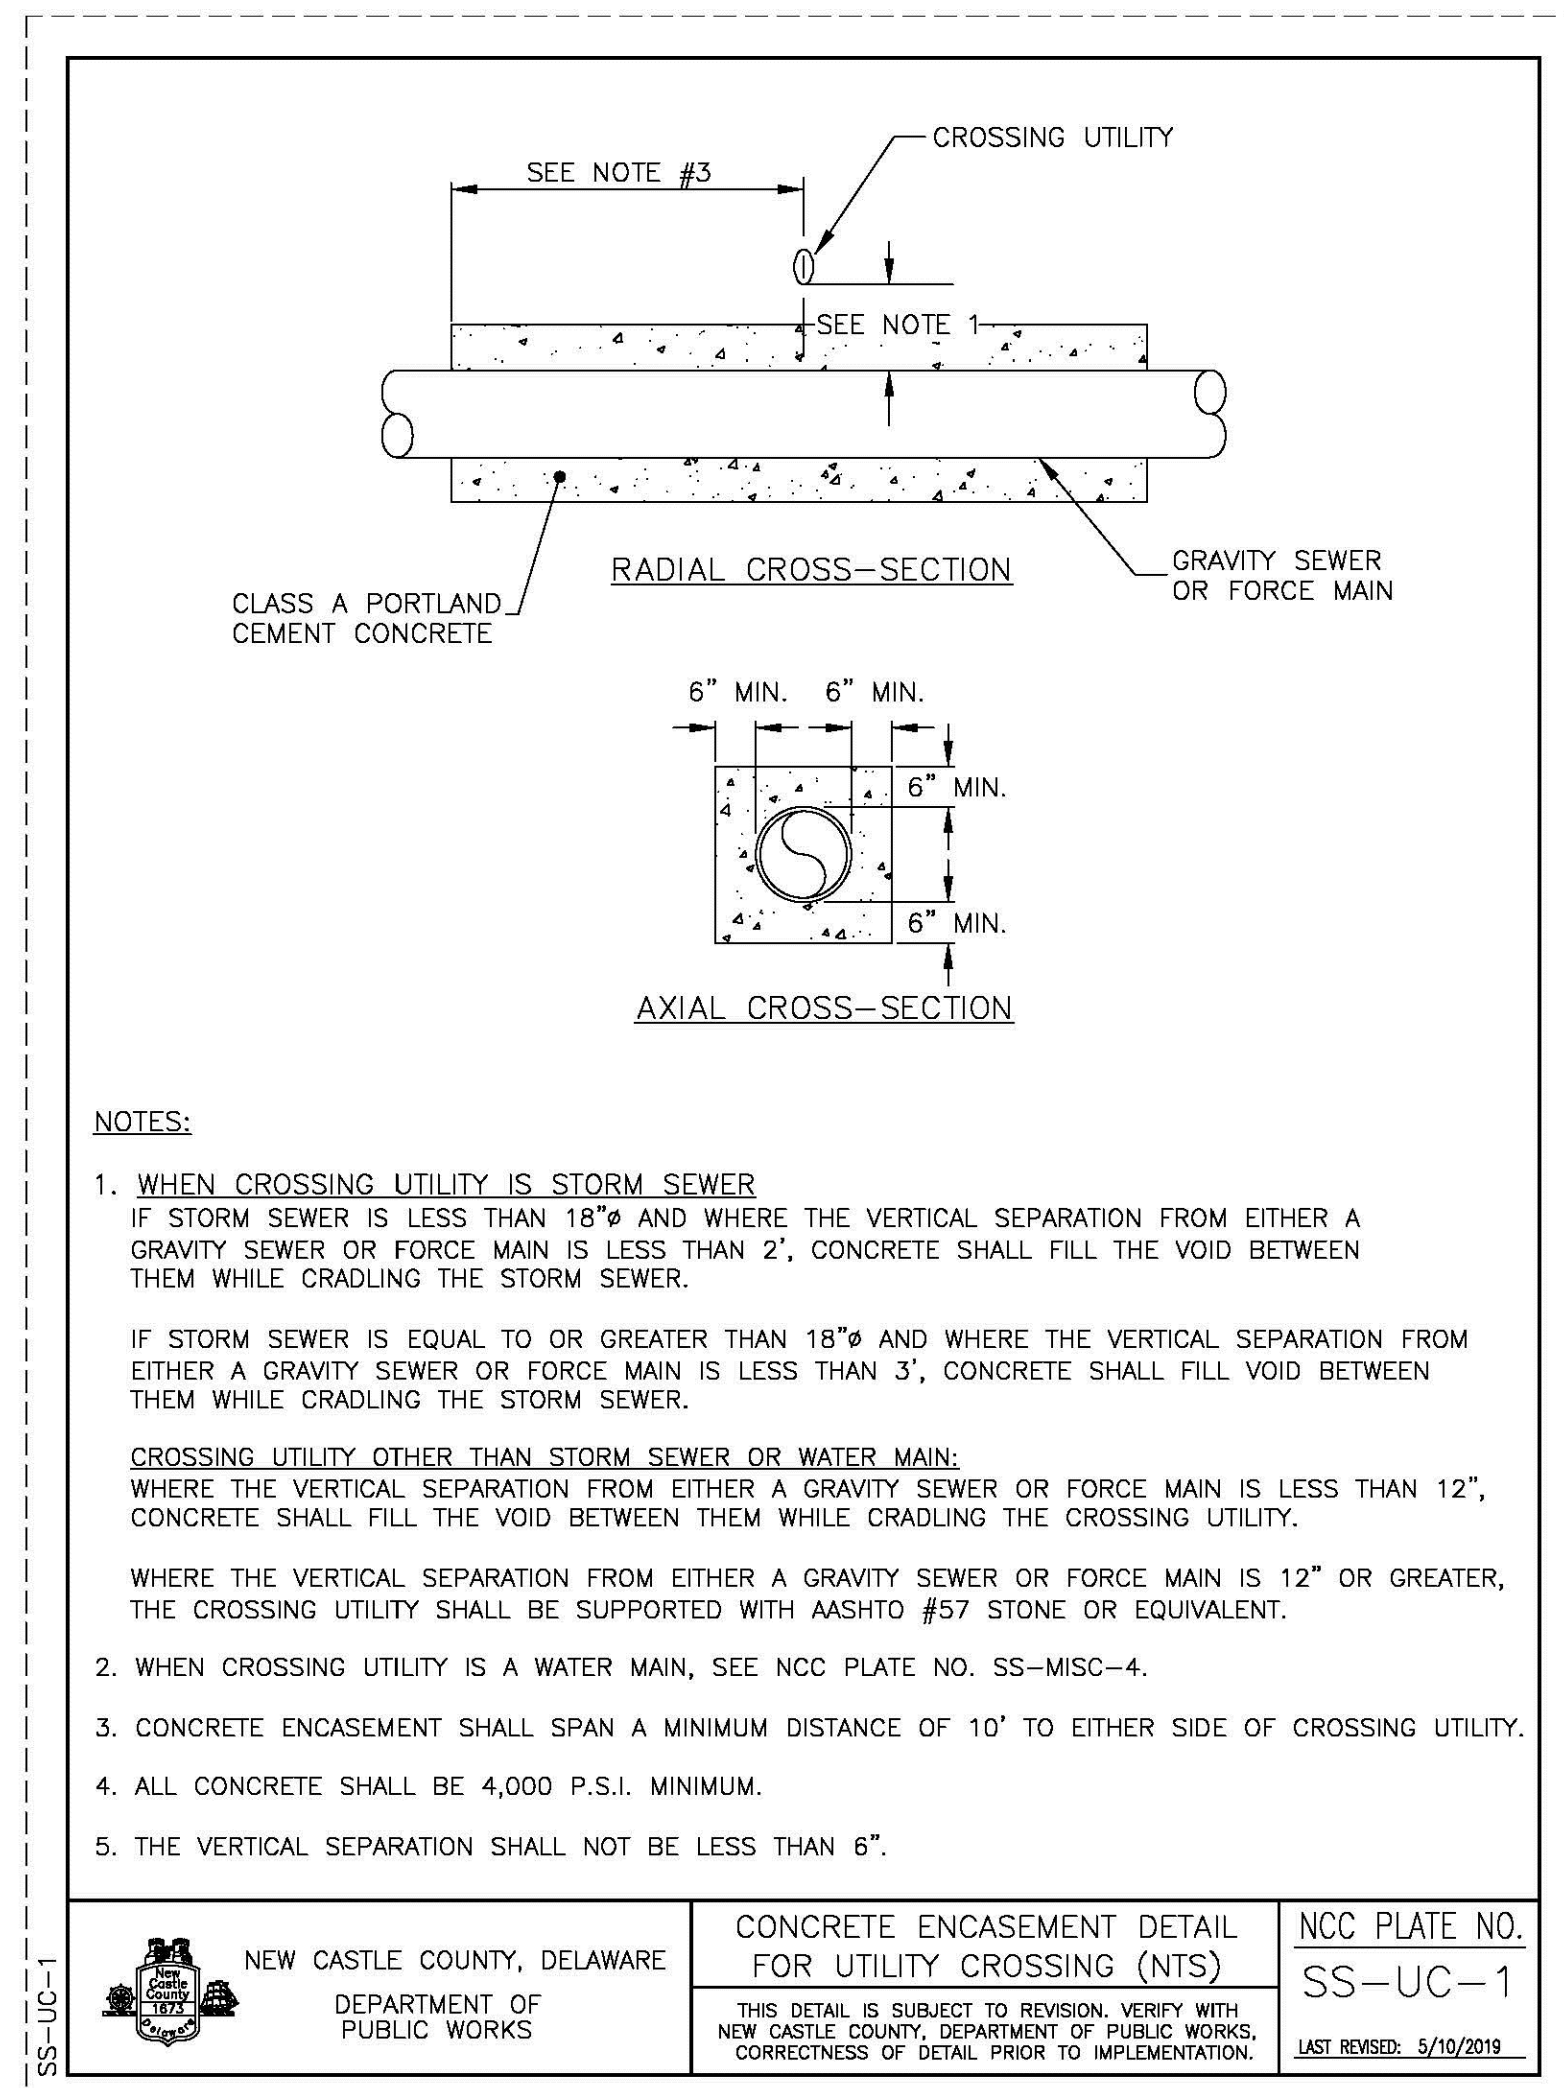 CROSSING UTILITY
SEE NOTE #3
SEE NOTE 1
RADIAL CROSS-SECTION
GRAVITY SEWER
OR FORCE MAIN
CLASS A PORTLAND
CEMENT CONCRETE
6" MIN. 6" MIN.
6" MIN.
6" MIN.
AXIAL CROSS-SECTION
NOTES:
1. WHEN CROSSING UTILITY IS STORM SEWER
IF STORM SEWER IS LESS THAN 18"ø AND WHERE THE VERTICAL SEPARATION FROM EITHER A
GRAVITY SEWER OR FORCE MAIN IS LESS THAN 2', CONCRETE SHALL FILL THE VOID BETWEEN
THEM WHILE CRADLING THE STORM SEWER.
IF STORM SEWER IS EQUAL TO OR GREATER THAN 18"ø AND WHERE THE VERTICAL SEPARATION FROM
EITHER A GRAVITY SEWER OR FORCE MAIN IS LESS THAN 3', CONCRETE SHALL FILL VOID BETWEEN
THEM WHILE CRADLING THE STORM SEWER.
CROSSING UTILITY OTHER THAN STORM SEWER OR WATER MAIN:
WHERE THE VERTICAL SEPARATION FROM EITHER A GRAVITY SEWER OR FORCE MAIN IS LESS THAN 12",
CONCRETE SHALL FILL THE VOID BETWEEN THEM WHILE CRADLING THE CROSSING UTILITY.
WHERE THE VERTICAL SEPARATION FROM EITHER A GRAVITY SEWER OR FORCE MAIN IS 12" OR GREATER,
THE CROSSING UTILITY SHALL BE SUPPORTED WITH AASHTO #57 STONE OR EQUIVALENT.
2. WHEN CROSSING UTILITY IS A WATER MAIN, SEE NCC PLATE NO. SS-MISC-4.
3. CONCRETE ENCASEMENT SHALL SPAN A MINIMUM DISTANCE OF 10' TO EITHER SIDE OF CROSSING UTILITY.
4. ALL CONCRETE SHALL BE 4,000 P.S.I. MINIMUM.
5. THE VERTICAL SEPARATION SHALL NOT BE LESS THAN 6".
SS-UC-1
New
Castle
County
1673
Delaware
NEW CASTLE COUNTY, DELAWARE
DEPARTMENT OF
PUBLIC WORKS
CONCRETE ENCASEMENT DETAIL
FOR UTILITY CROSSING (NTS)
THIS DETAIL IS SUBJECT TO REVISION. VERIFY WITH
NEW CASTLE COUNTY, DEPARTMENT OF PUBLIC WORKS,
CORRECTNESS OF DETAIL PRIOR TO IMPLEMENTATION.
NCC PLATE NO.
SS-UC-1
LAST REVISED: 5/10/2019